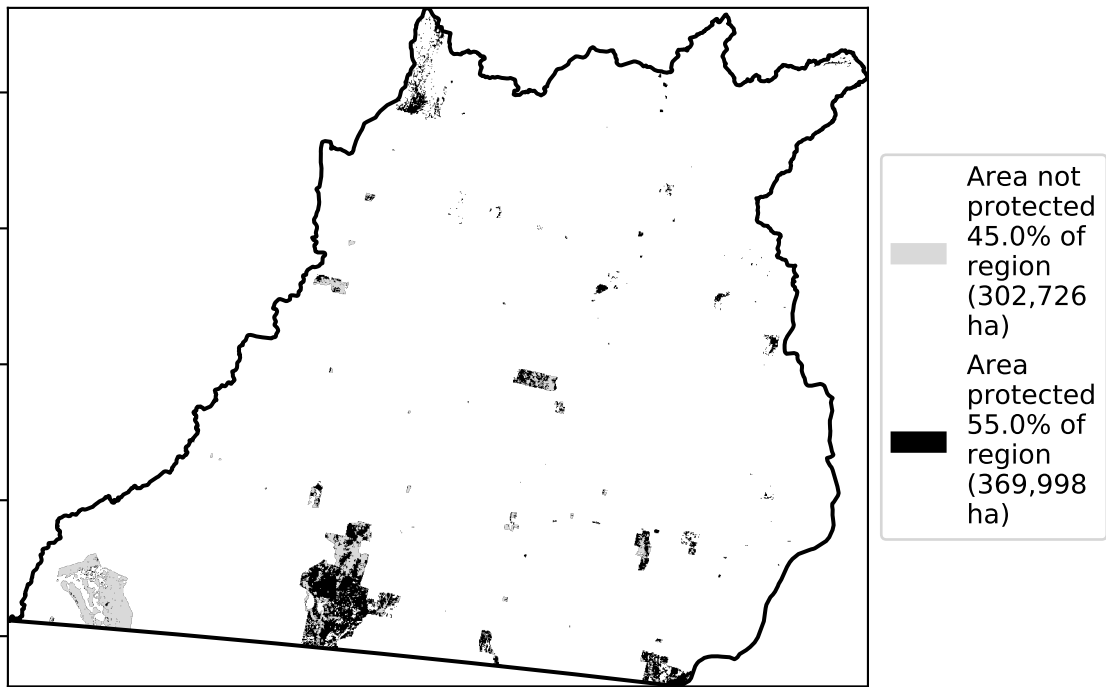 Area not
protected
45.0% of
region
(302,726
ha)
Area
protected
55.0% of
region
(369,998
ha)